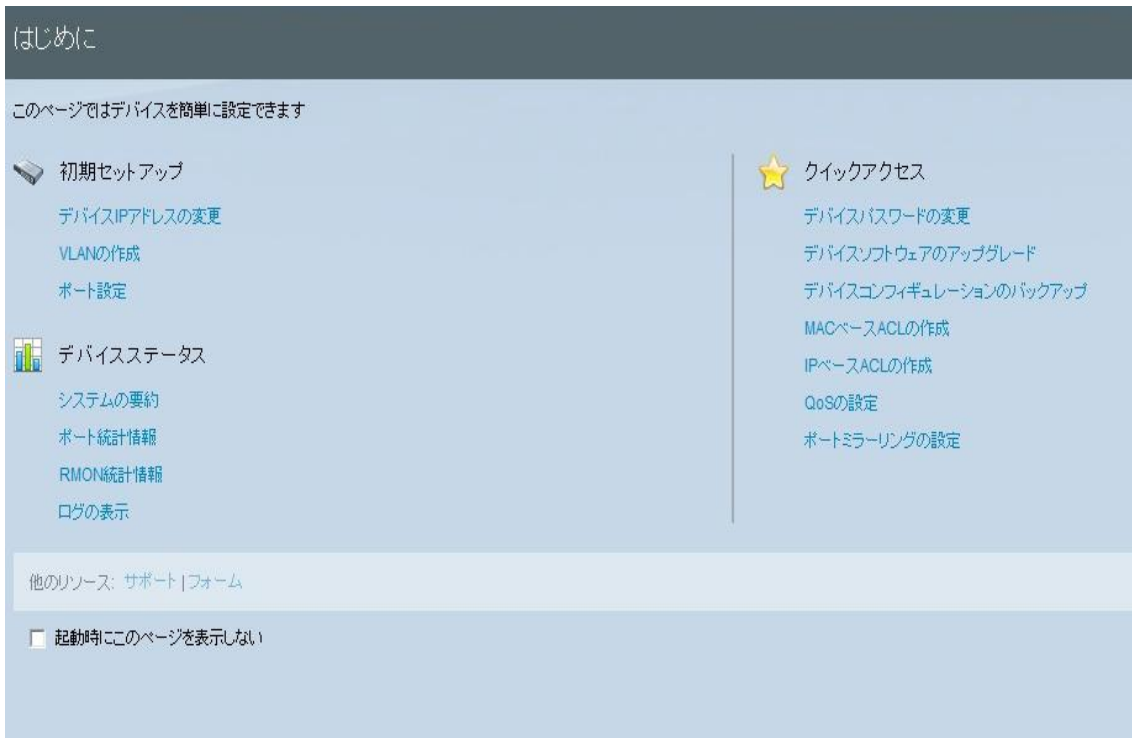 はじめに
このページではデバイスを簡単に設定できます
初期セットアップ
デバイスIPアドレスの変更
VLANの作成
ポート設定
デバイスステータス
システムの要約
ポート統計情報
RMON統計情報
ログの表示
クイックアクセス
デバイスパスワードの変更
デバイスソフトウェアのアップグレード
デバイスコンフィギュレーションのバックアップ
MACベースACLの作成
IPベースACLの作成
QoSの設定
ポートミラーリングの設定
他のリソース: サポート | フォーム
起動時にこのページを表示しない